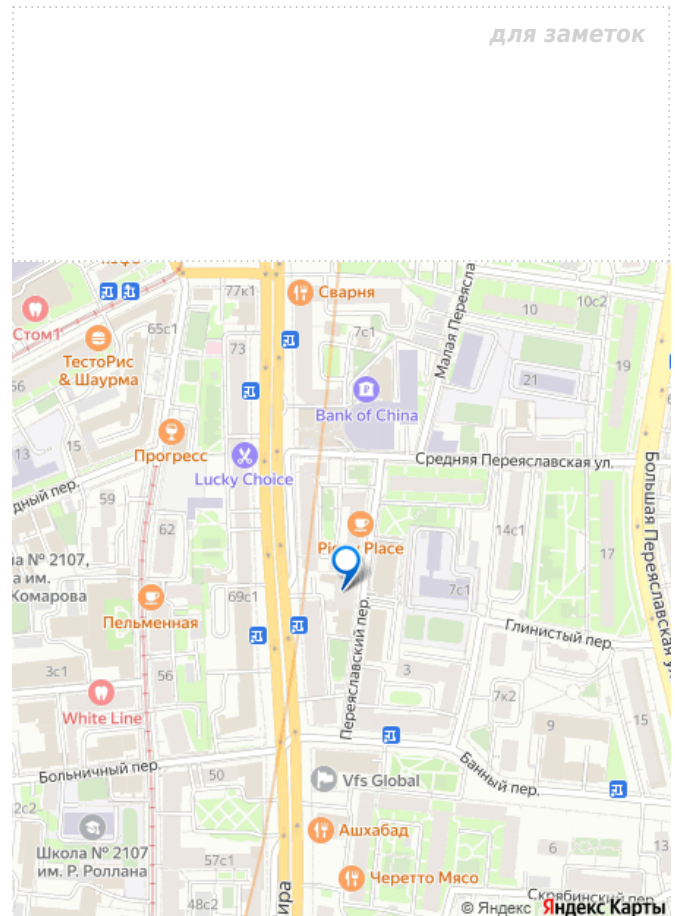 для заметок
77к1
Сварня
10с2
10
Стом1
65с1
7с1
Малая Переясла
ТестоРис
& Шаурма
73
19
56
21
Bank of China
Прогресс
13
15
Lucky Choice
Средняя Переяславская ул.
дный пер.
59
Большая Переяславская ул
62
14с1
17
а № 2107,
а им.
Комарова
Place
69с1
7с1
Пельменная
Глинистый пер.
Переяславский пер.
3с1
56
3
7к2
White Line
9
15
Больничный пер.
50
Vfs Global
Банный пер.
2с2
Ашхабад
Школа № 2107
им. Р. Роллана
57с1
6
13
Черетто Мясо
48с2
ира
Скрябинский пер.
© Яндекс Яндекс Карты